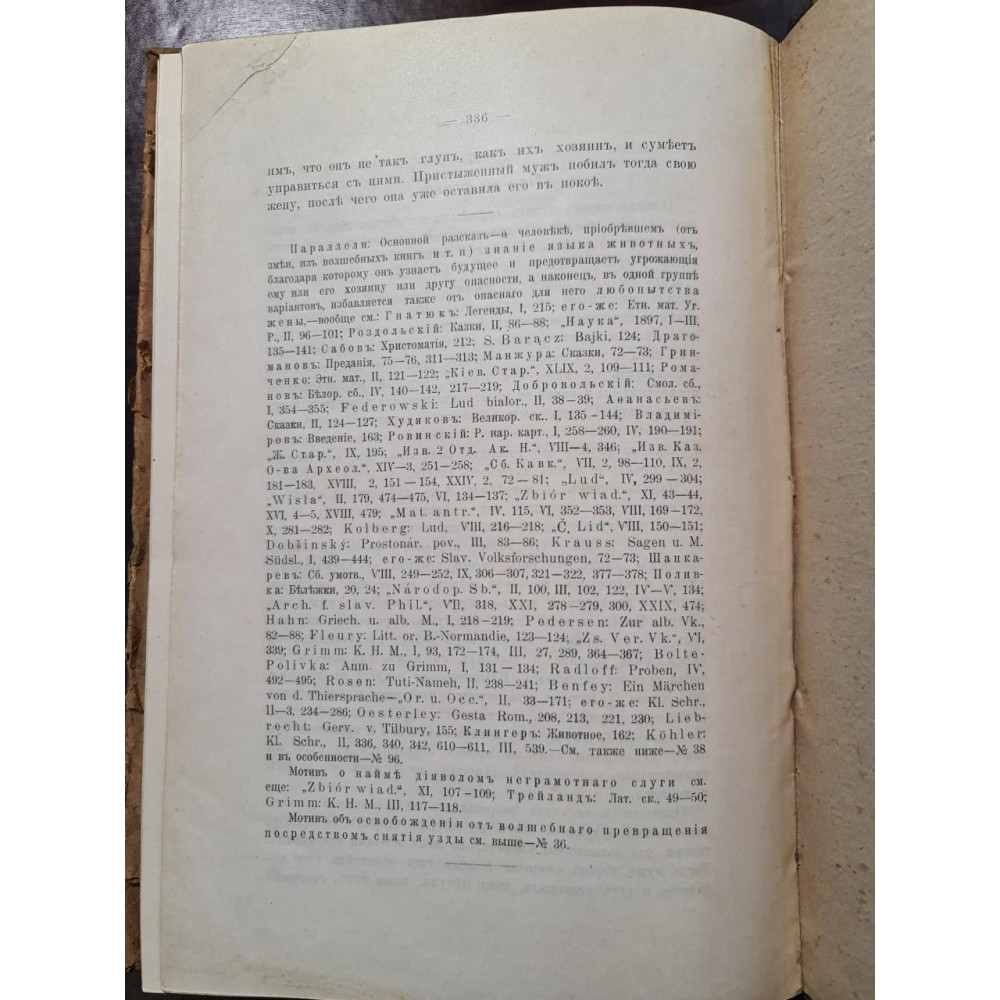 — 336 —
имъ, что онъ не такъ глупъ, какъ ихъ хозяинъ, и сумѣетъ
управиться съ ними. Пристыженный мужъ побилъ тогда свою
жену, послѣ чего она уже оставила его въ покоѣ.
Параллели: Основной разсказъ—о человѣкѣ, пріобрѣвшемъ (отъ
змѣи, изъ волшебныхъ книгъ и т. п) знаніе языка животныхъ,
благодаря которому онъ узнаетъ будущее и предотвращаетъ угрожающія
ему или его хозяину или другу опасности, а наконецъ, въ одной группѣ
варіантовъ, избавляется также отъ опаснаго для него любопытства
жены,—вообще см.: Гнатюкъ: Легенды, I, 215; его-же: Етн. мат. Уг.
Р., II, 96—101; Роздольскій: Казки, II, 86—88; „Наука“, 1897, I—III,
135—141; Сабовъ: Христоматія, 212; S. Barącz: Bajki, 124; Драго-
мановъ: Преданія, 75—76, 311—313; Манжура: Сказки, 72—73; Грин-
ченко: Этн. мат., II, 121—122; „Кіев. Стар.“, XLIX, 2, 109—111; Рома-
новъ: Бѣлор. сб., IV, 140—142, 217—219; Добровольскій: Смол. сб.,
I, 354—355; Federowski: Lud białor., II, 38-39; Аѳанасьевъ:
Сказки, II, 124—127; Худяковъ: Великор. ск.. I, 135-144; Владимі-
ровъ: Введеніе, 163; Ровинскій: Р. нар. карт., I, 258—260, IV, 190—191;
„Ж. Стар.“, IX, 195; „Изв. 2 Отд. Ак. Н.“, VIII—4, 346; „Изв. Каз.
О-ва Археол.“, XIV—3, 251—258; „Сб. Кавк.“, VII, 2, 98—110, IX, 2,
181—183, XVIII, 2, 151—154, XXIV, 2, 72—81; „Lud“, IV, 299—304;
„Wisła“, II, 179, 474—475, VI, 134—137; „Zbiór wiad.“, XI, 43—44,
XVI, 4—5, XVIII, 479; „Mat. antr.“, IV, 115, VI, 352—353, VIII, 169—172,
X, 281—282; Kolberg: Lud, VIII, 216—218; „Č. Lid“, VIII, 150—151;
Dobšinský: Prostonár. pov., III, 83—86; Krauss: Sagen u. M.
Südsl., I, 439—444; его-же: Slav. Volksforschungen, 72—73; Шапка-
ревъ: Сб. умотв., VIII, 249—252, IX, 306—307, 321—322, 377—378; Полив-
ка: Бѣлежки, 20, 24; „Národop. Sb.“, II, 100, III, 102, 122, IV—V, 134;
„Arch. f. slav. Phil.“, VII, 318, XXI, 278—279, 300, XXIX, 474;
Hahn: Griech. u. alb. M., I, 218-219; Pedersen: Zur alb. Vk.,
82—88; Fleury: Litt. or. B.-Normandie, 123—124; „Zs. Ver. Vk.“, VI,
339; Grimm: K. H. M., I, 93, 172—174, III, 27, 289, 364—367; Bolte-
Polivka: Anm. zu Grimm, I, 131—134; Radloff: Proben, IV,
492—495; Rosen: Tuti-Nameh, II, 238—241; Benfey: Ein Märchen
von d. Thiersprache—„Or. u. Occ.“, II, 33—171; его-же: Kl. Schr.,
II—3, 234—286; Oesterley: Gesta Rom., 208, 213, 221, 230; Lieb-
recht: Gerv. v. Tilbury, 155; Клингеръ: Животное, 162; Köhler:
Kl. Schr., II, 336, 340, 342, 610—611, III, 539.—См. также ниже—№ 38
и въ особенности—№ 96.
Мотивъ о наймѣ діяволомъ неграмотнаго слуги см.
еще: „Zbiór wiad.“, XI, 107-109; Трейландъ: Лат. ск., 49—50;
Grimm: K. H. M., III, 117—118.
Мотивъ объ освобожденіи отъ волшебнаго превращенія
посредствомъ снятія узды см. выше—№ 36.